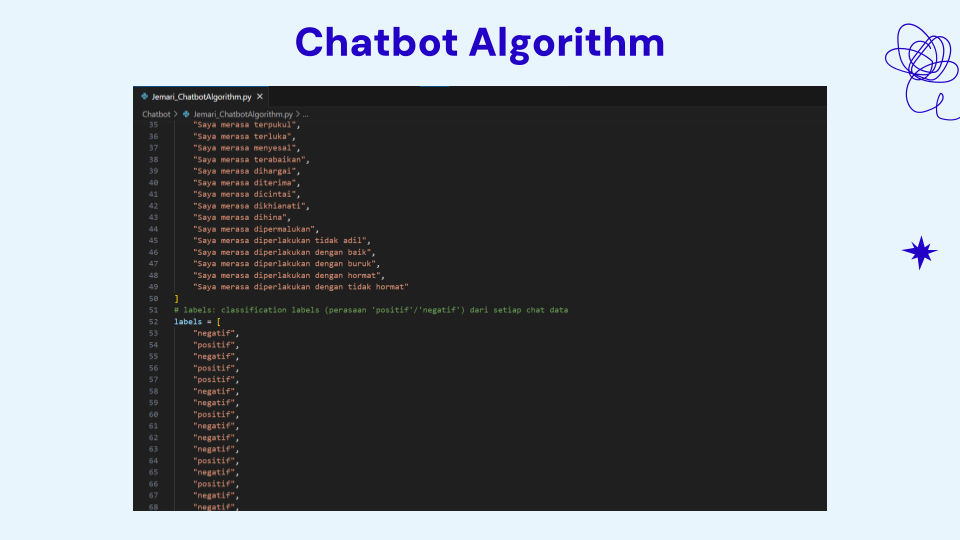 Chatbot Algorithm
Jemari_ChatbotAlgorithm.py ×
Chatbot > Jemari_ChatbotAlgorithm.py > ...
35 "Saya merasa terpukul",
36 "Saya merasa terluka",
37 "Saya merasa menyesal",
38 "Saya merasa terabaikan",
39 "Saya merasa dihargai",
40 "Saya merasa diterima",
41 "Saya merasa dicintai",
42 "Saya merasa dikhianati",
43 "Saya merasa dihina",
44 "Saya merasa dipermalukan",
45 "Saya merasa diperlakukan tidak adil",
46 "Saya merasa diperlakukan dengan baik",
47 "Saya merasa diperlakukan dengan buruk",
48 "Saya merasa diperlakukan dengan hormat",
49 "Saya merasa diperlakukan dengan tidak hormat"
50 ]
51 # labels: classification labels (perasaan 'positif'/'negatif') dari setiap chat data
52 labels = [
53 "negatif",
54 "positif",
55 "negatif",
56 "positif",
57 "positif",
58 "negatif",
59 "negatif",
60 "positif",
61 "negatif",
62 "negatif",
63 "negatif",
64 "positif",
65 "negatif",
66 "positif",
67 "negatif",
68 "negatif",